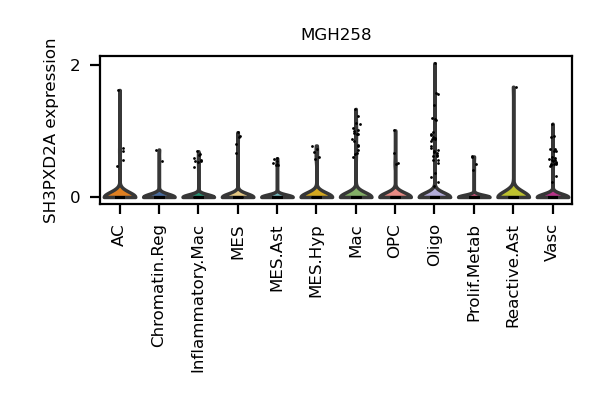 MGH258
SH3PXD2A expression
2
0
AC
Chromatin.Reg
Inflammatory.Mac
MES
MES.Ast
MES.Hyp
Mac
OPC
Oligo
Prolif.Metab
Reactive.Ast
Vasc